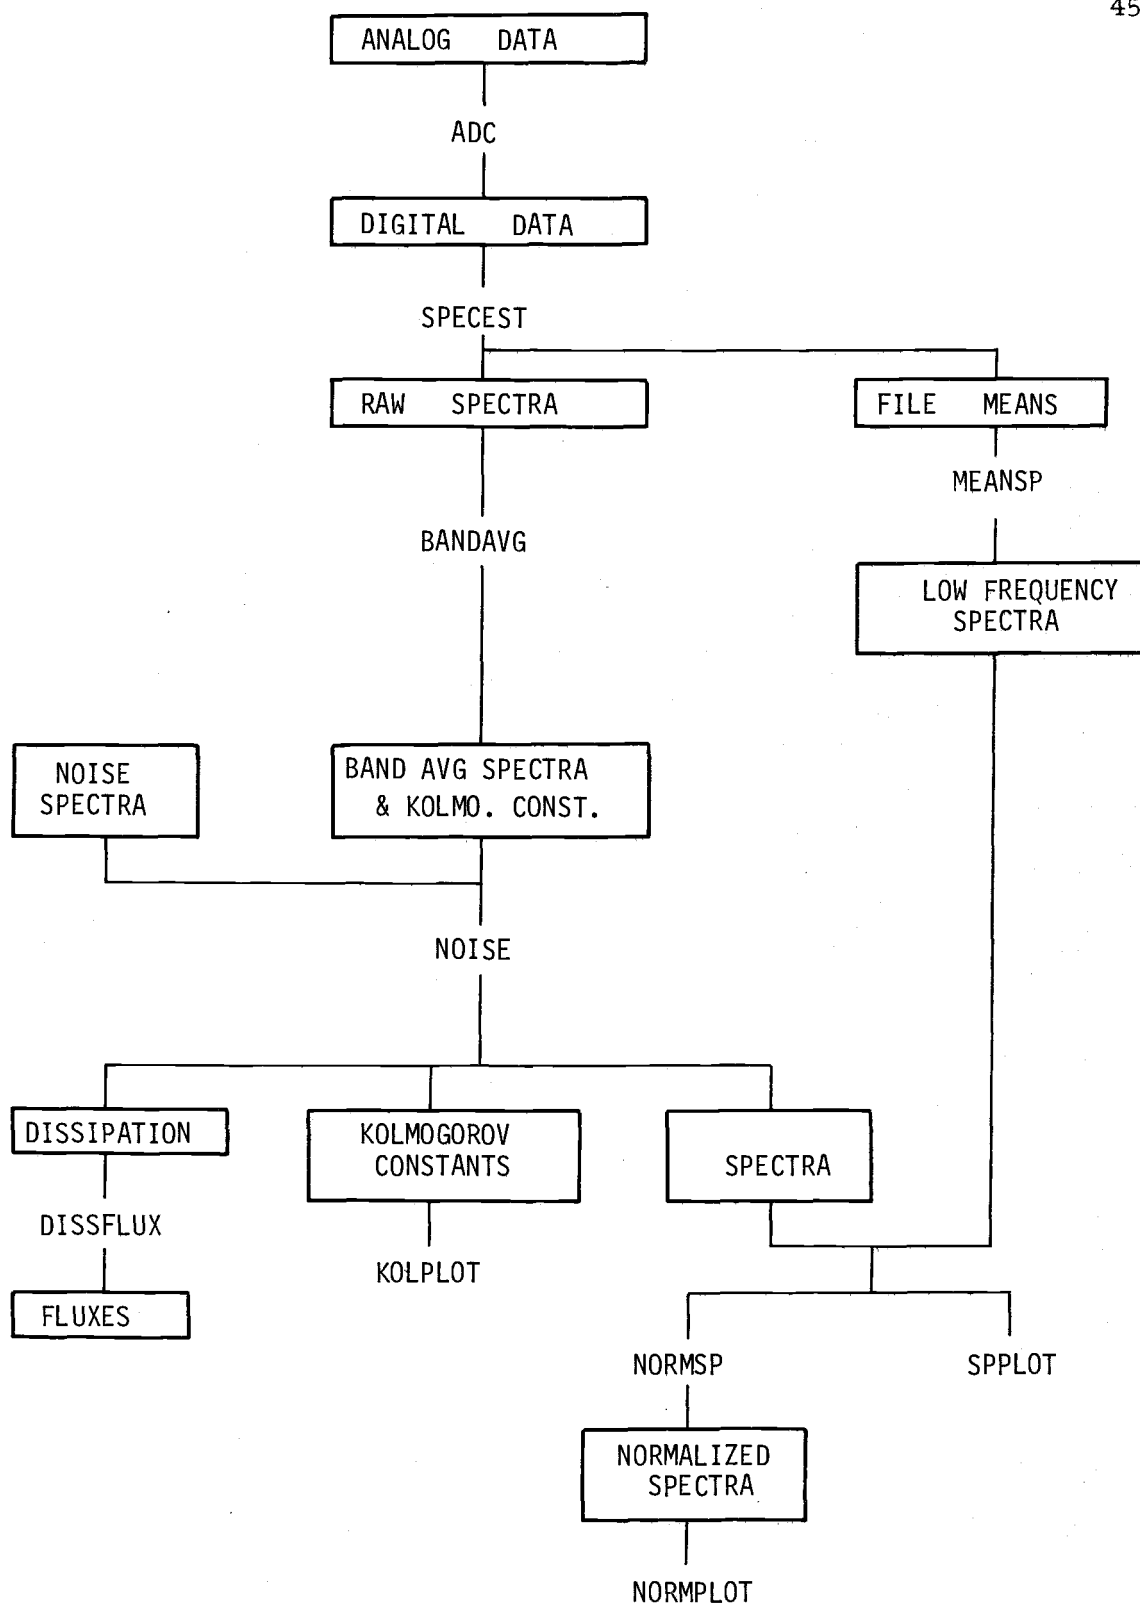 45
ANALOG DATA
ADC
DIGITAL DATA
SPECEST
RAW SPECTRA
FILE MEANS
MEANSP
BANDAVG
LOW FREQUENCY
SPECTRA
NOISE
SPECTRA
BAND AVG SPECTRA
& KOLMO. CONST.
NOISE
DISSIPATION
KOLMOGOROV
CONSTANTS
SPECTRA
DISSFLUX
KOLPLOT
FLUXES
NORMSP
SPPLOT
NORMALIZED
SPECTRA
NORMPLOT